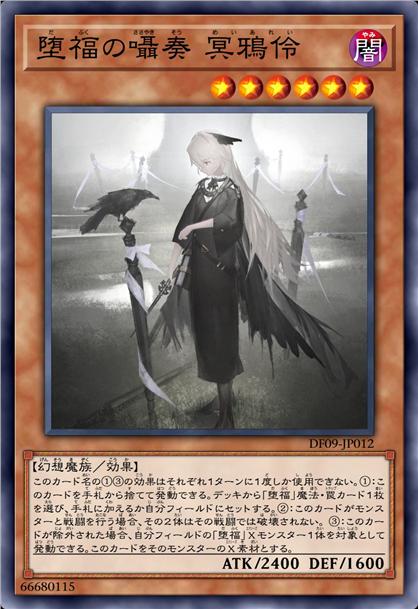 堕福の囁奏 冥鴉伶
闇
DF09-JP012
【幻想魔族／効果】
このカード名の①③の効果はそれぞれ1ターンに1度しか使用できない。①：こ
のカードを手札から捨てて発動できる。デッキから「堕福」魔法・罠カード1枚
を選び、手札に加えるか自分フィールドにセットする。②：このカードがモンス
ターと戦闘を行う場合、その2体はその戦闘では破壊されない。③：このカード
が除外された場合、自分フィールドの「堕福」Xモンスター1体を対象として
発動できる。このカードをそのモンスターのX素材とする。
ATK/2400 DEF/1600
66680115